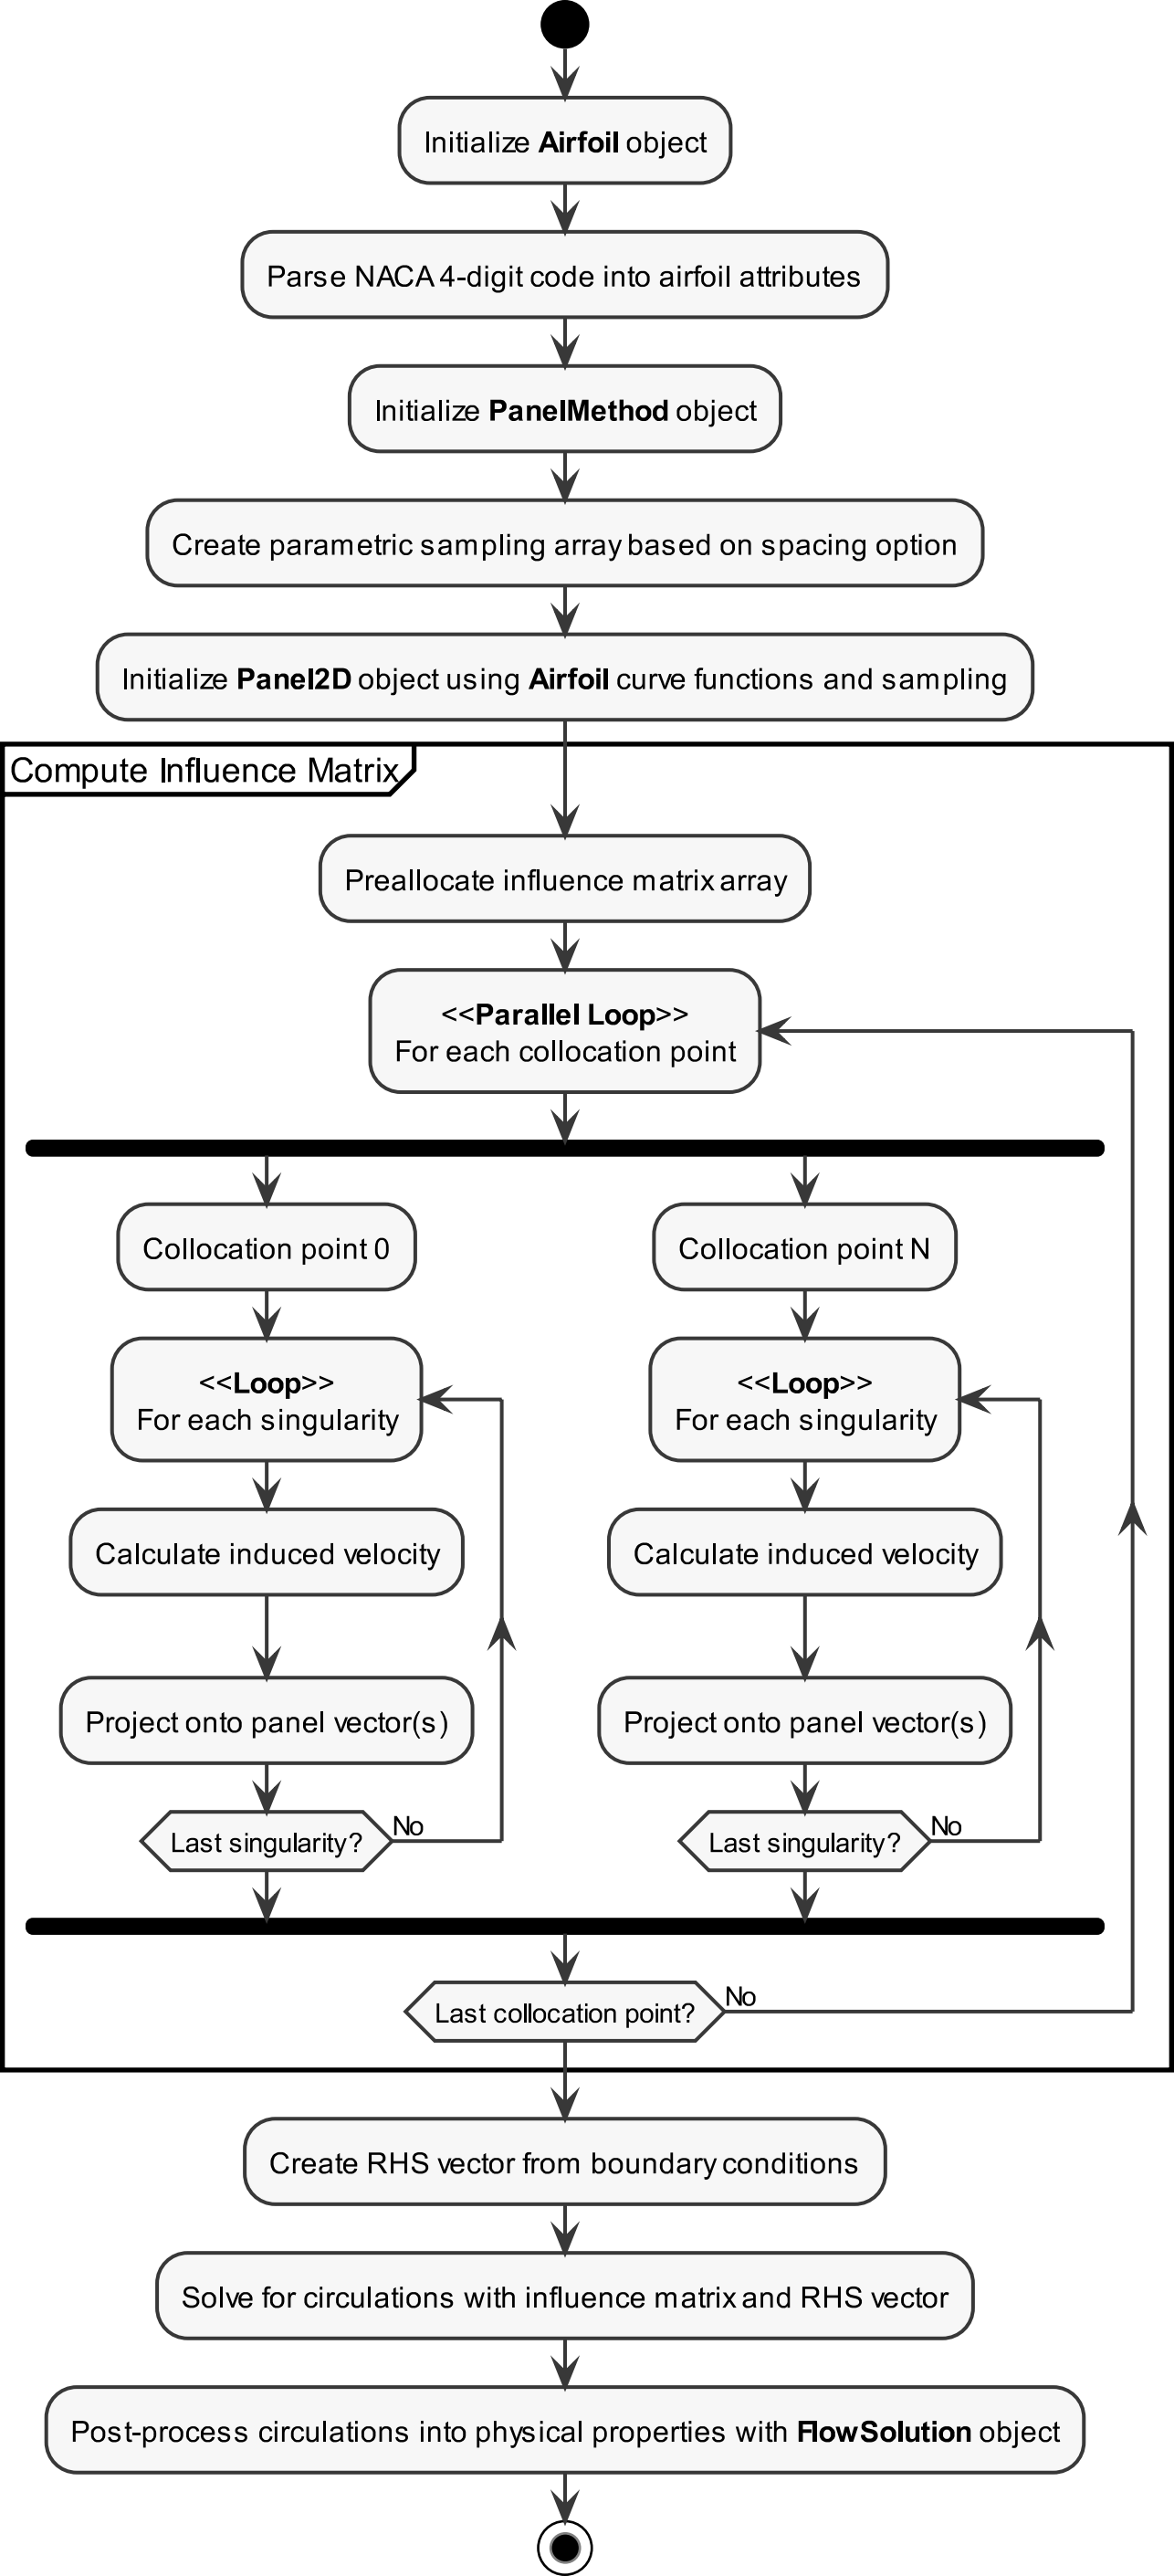 Initialize Airfoil object
Parse NACA 4-digit code into airfoil attributes
Initialize PanelMethod object
Create parametric sampling array based on spacing option
Initialize Panel2D object using Airfoil curve functions and sampling
Compute Influence Matrix
Preallocate influence matrix array
<<Parallel Loop>>
For each collocation point
Collocation point 0
<<Loop>>
For each singularity
Calculate induced velocity
Project onto panel vector(s)
Last singularity?
No
Collocation point N
<<Loop>>
For each singularity
Calculate induced velocity
Project onto panel vector(s)
Last singularity?
No
Last collocation point?
No
Create RHS vector from boundary conditions
Solve for circulations with influence matrix and RHS vector
Post-process circulations into physical properties with FlowSolution object